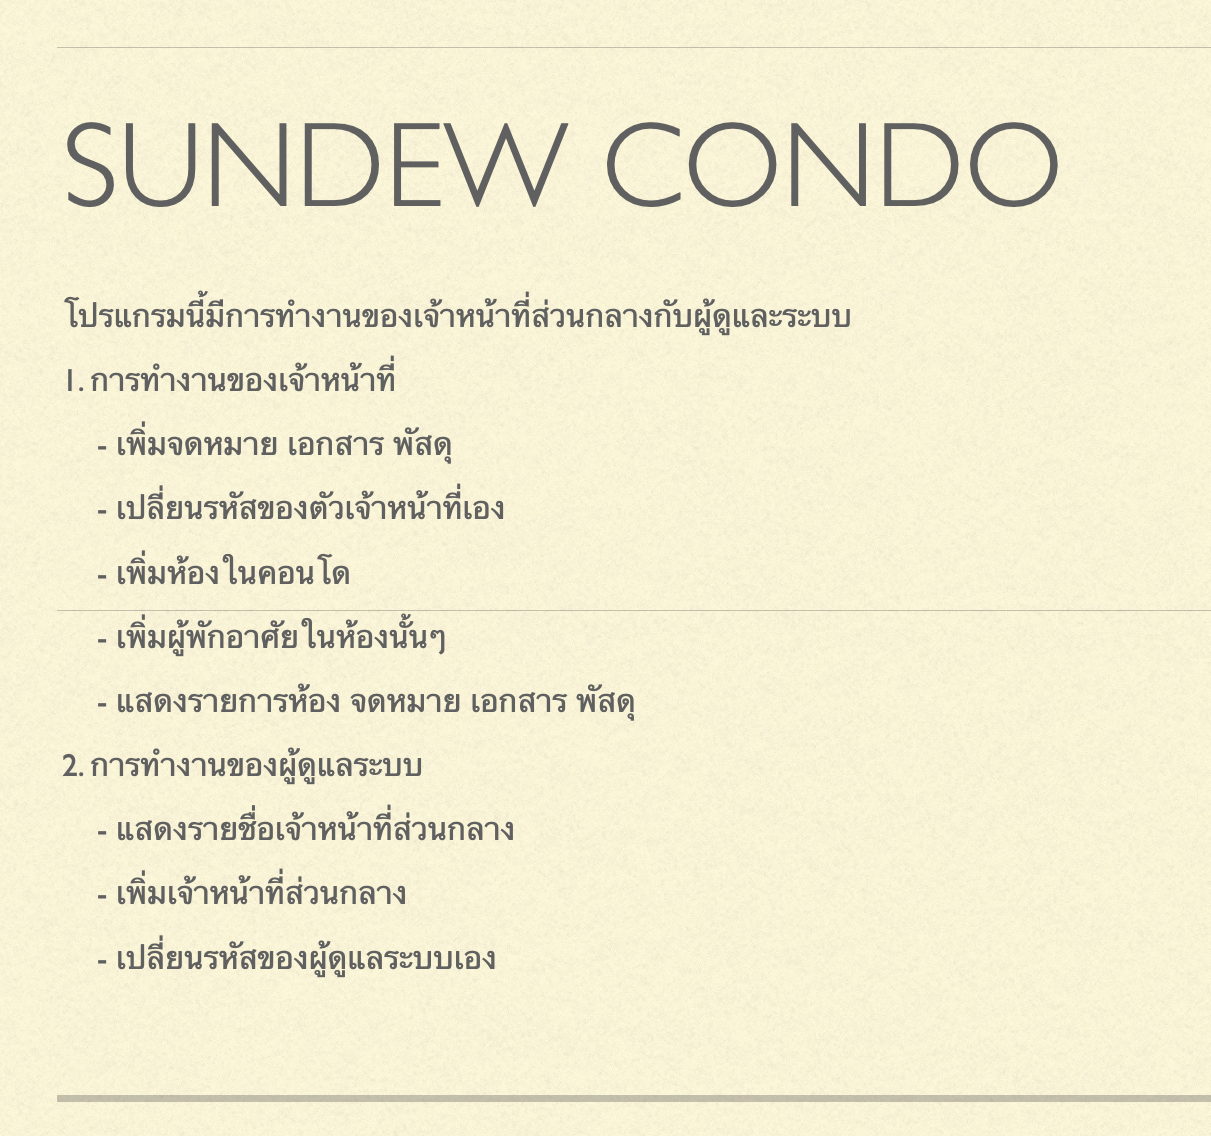 SUNDEW CONDO
โปรแกรมนี้มีการทำงานของเจ้าหน้าที่ส่วนกลางกับผู้ดูและระบบ
1. การทำงานของเจ้าหน้าที่
- เพิ่มจดหมาย เอกสาร พัสดุ
- เปลี่ยนรหัสของตัวเจ้าหน้าที่เอง
- เพิ่มห้องในคอนโด
- เพิ่มผู้พักอาศัยในห้องนั้นๆ
- แสดงรายการห้อง จดหมาย เอกสาร พัสดุ
2. การทำงานของผู้ดูแลระบบ
- แสดงรายชื่อเจ้าหน้าที่ส่วนกลาง
- เพิ่มเจ้าหน้าที่ส่วนกลาง
- เปลี่ยนรหัสของผู้ดูแลระบบเอง